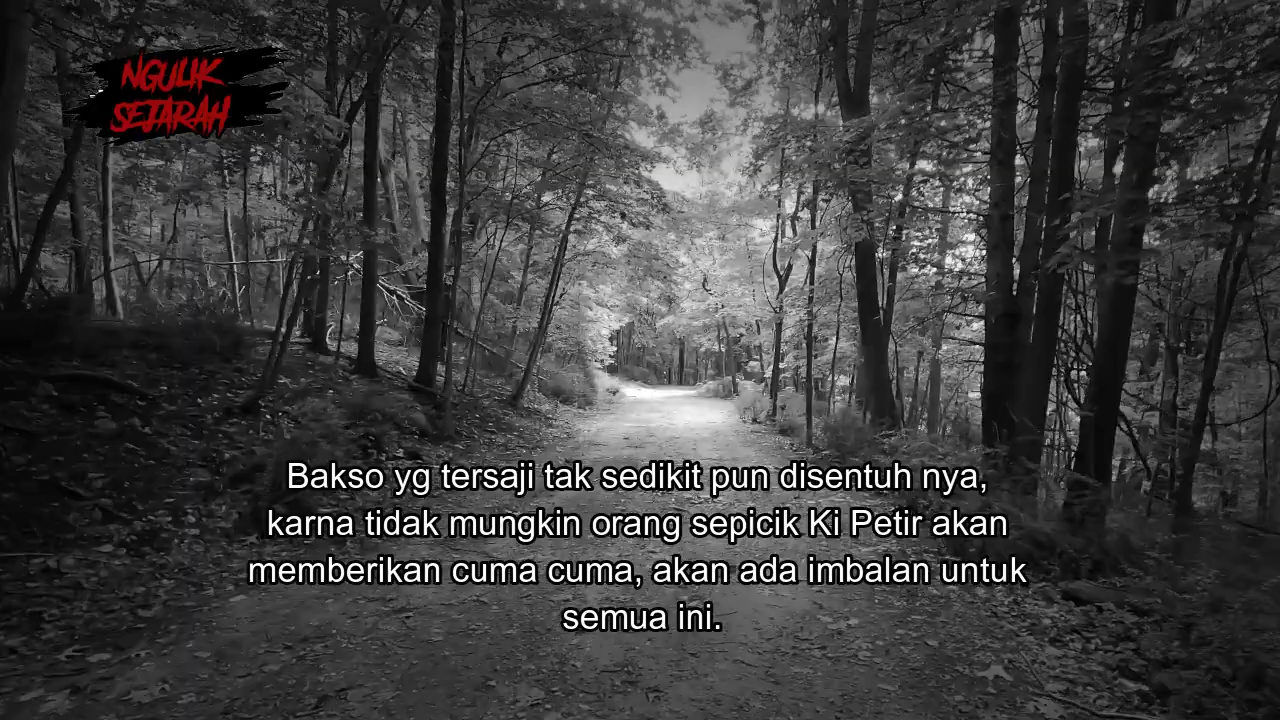 NGULIK
SEJARAH
Bakso yg tersaji tak sedikit pun disentuh nya,
karna tidak mungkin orang sepicik Ki Petir akan
memberikan cuma cuma, akan ada imbalan untuk
semua ini.